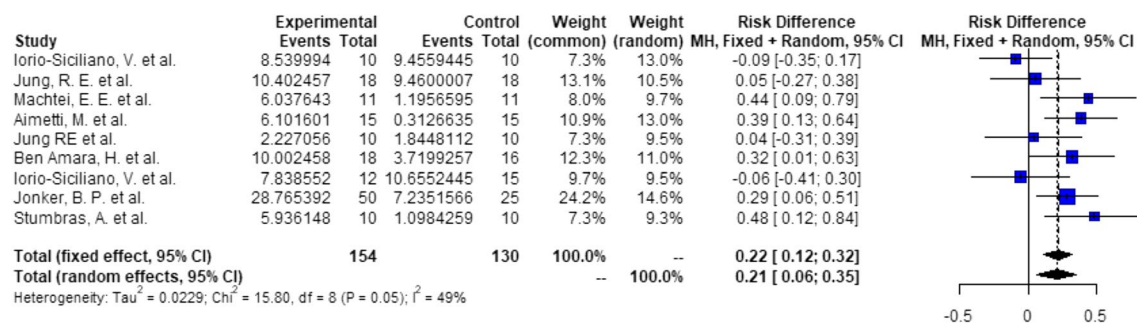 Experimental Control Weight Weight Risk Difference Risk Difference
Study Events Total Events Total (common) (random) MH, Fixed + Random, 95% CI MH, Fixed + Random, 95% CI
Iorio-Siciliano, V. et al. 8.539994 10 9.4559445 10 7.3% 13.0% -0.09 [-0.35; 0.17]
Jung, R. E. et al. 10.402457 18 9.4600007 18 13.1% 10.5% 0.05 [-0.27; 0.38]
Machtei, E. E. et al. 6.037643 11 1.1956595 11 8.0% 9.7% 0.44 [ 0.09; 0.79]
Aimetti, M. et al. 6.101601 15 0.3126635 15 10.9% 13.0% 0.39 [ 0.13; 0.64]
Jung RE et al. 2.227056 10 1.8448112 10 7.3% 9.5% 0.04 [-0.31; 0.39]
Ben Amara, H. et al. 10.002458 18 3.7199257 16 12.3% 11.0% 0.32 [ 0.01; 0.63]
Iorio-Siciliano, V. et al. 7.838552 12 10.6552445 15 9.7% 9.5% -0.06 [-0.41; 0.30]
Jonker, B. P. et al. 28.765392 50 7.2351566 25 24.2% 14.6% 0.29 [ 0.06; 0.51]
Stumbras, A. et al. 5.936148 10 1.0984259 10 7.3% 9.3% 0.48 [ 0.12; 0.84]
Total (fixed effect, 95% CI) 154 130 100.0% -- 0.22 [ 0.12; 0.32]
Total (random effects, 95% CI) -- 100.0% 0.21 [ 0.06; 0.35]
Heterogeneity: Tau² = 0.0229; Chi² = 15.80, df = 8 (P = 0.05); I² = 49%
-0.5 0 0.5